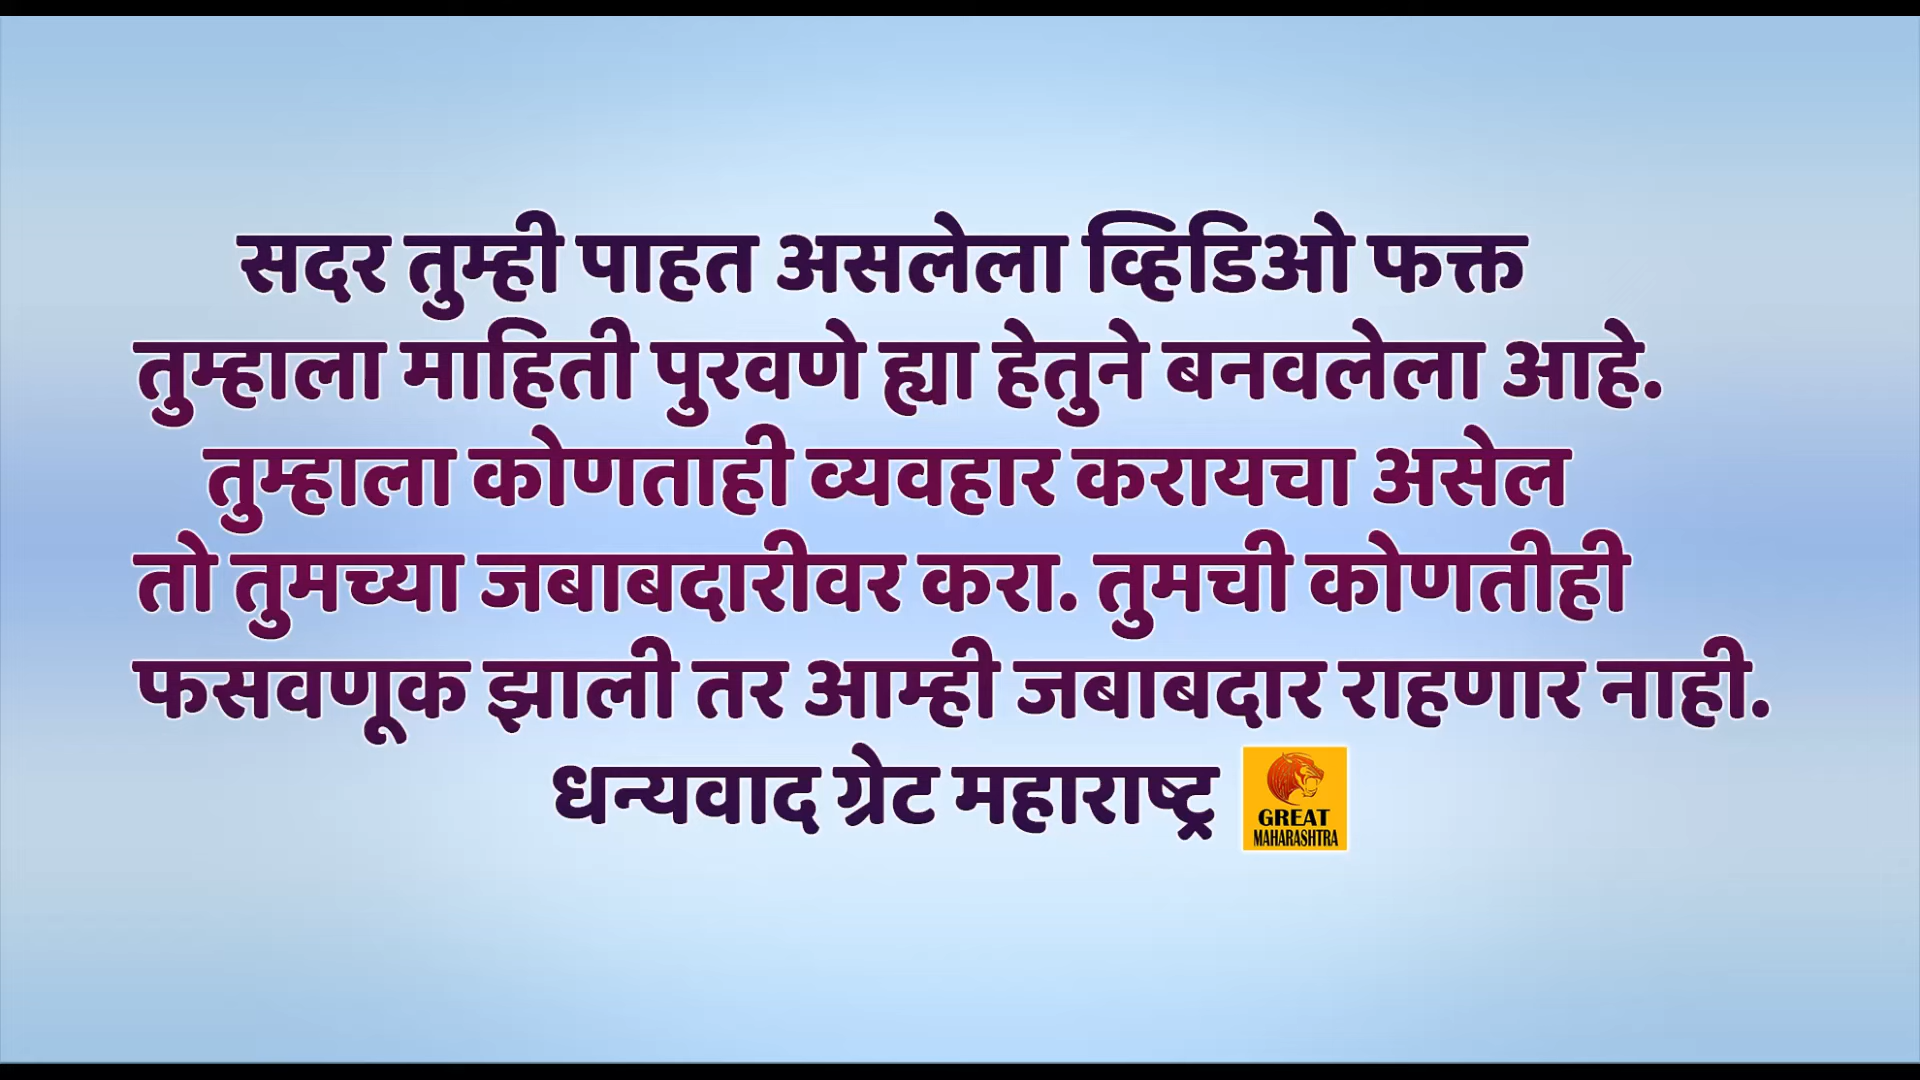 सदर तुम्ही पाहत असलेला व्हिडिओ फक्त
तुम्हाला माहिती पुरवणे ह्या हेतुने बनवलेला आहे.
तुम्हाला कोणताही व्यवहार करायचा असेल
तो तुमच्या जबाबदारीवर करा. तुमची कोणतीही
फसवणूक झाली तर आम्ही जबाबदार राहणार नाही.
धन्यवाद ग्रेट महाराष्ट्र
GREAT
MAHARASHTRA